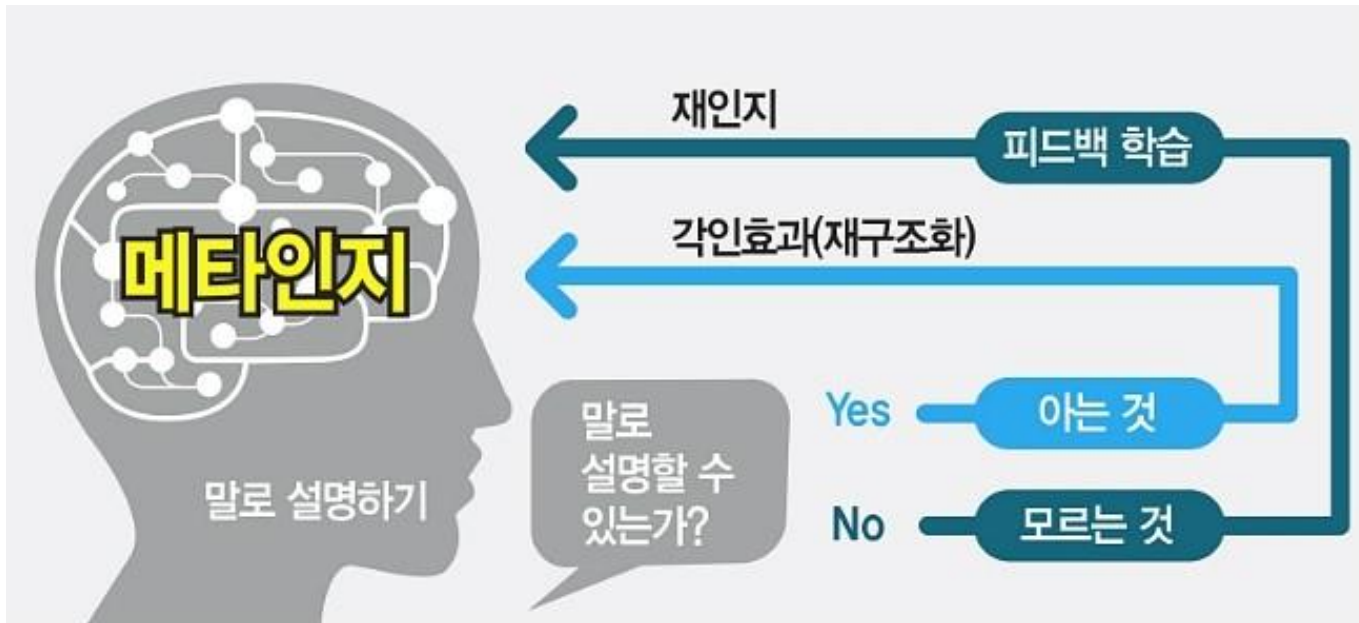 재인지
피드백 학습
각인효과(재구조화)
메타인지
말로 설명하기
말로
설명할 수
있는가?
Yes
아는 것
No
모르는 것